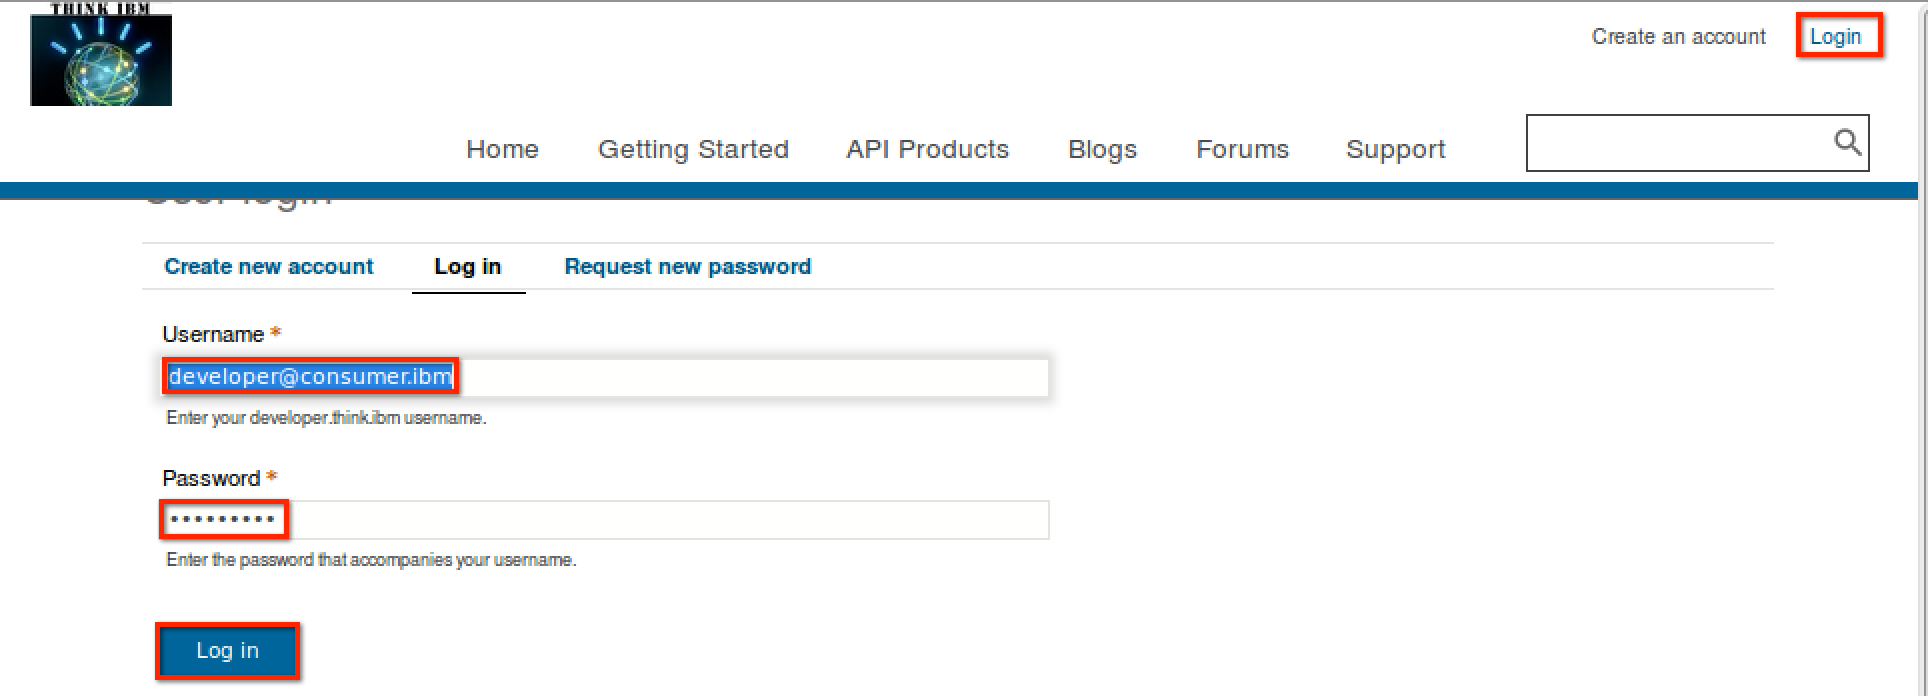 THINK IBM
Create an account Login
Home Getting Started API Products Blogs Forums Support
User login
Create new account Log in Request new password
Username *
developer@consumer.ibm
Enter your developer.think.ibm username.
Password *
•••••••••
Enter the password that accompanies your username.
Log in